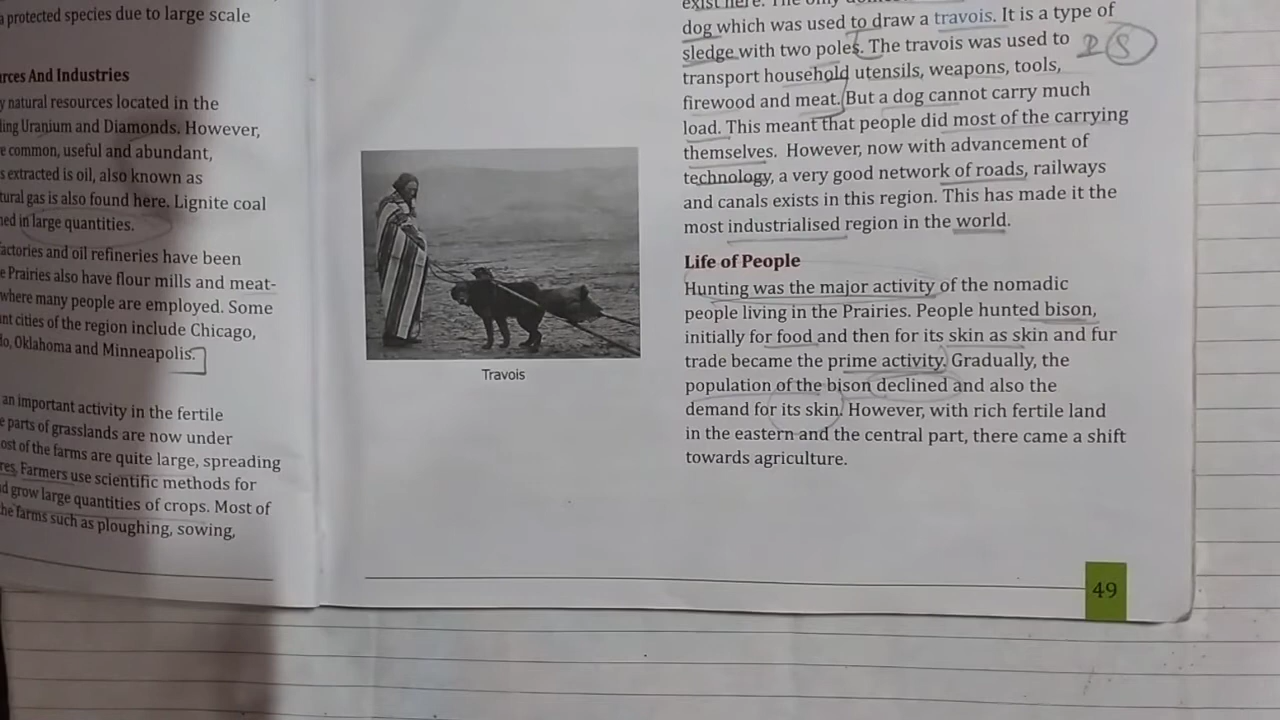 a protected species due to large scale
And Industries
natural resources located in the
Uranium and Diamonds. However,
common, useful and abundant,
extracted is oil, also known as
gas is also found here. Lignite coal
in large quantities.
and oil refineries have been
Prairies also have flour mills and meat-
where many people are employed. Some
cities of the region include Chicago,
Oklahoma and Minneapolis.
an important activity in the fertile
parts of grasslands are now under
of the farms are quite large, spreading
Farmers use scientific methods for
grow large quantities of crops. Most of
the farms such as ploughing, sowing,
Travois
exist here. The only
dog which was used to draw a travois. It is a type of
sledge with two poles. The travois was used to
transport household utensils, weapons, tools,
firewood and meat. But a dog cannot carry much
load. This meant that people did most of the carrying
themselves. However, now with advancement of
technology, a very good network of roads, railways
and canals exists in this region. This has made it the
most industrialised region in the world.
Life of People
Hunting was the major activity of the nomadic
people living in the Prairies. People hunted bison,
initially for food and then for its skin as skin and fur
trade became the prime activity. Gradually, the
population of the bison declined and also the
demand for its skin. However, with rich fertile land
in the eastern and the central part, there came a shift
towards agriculture.
49